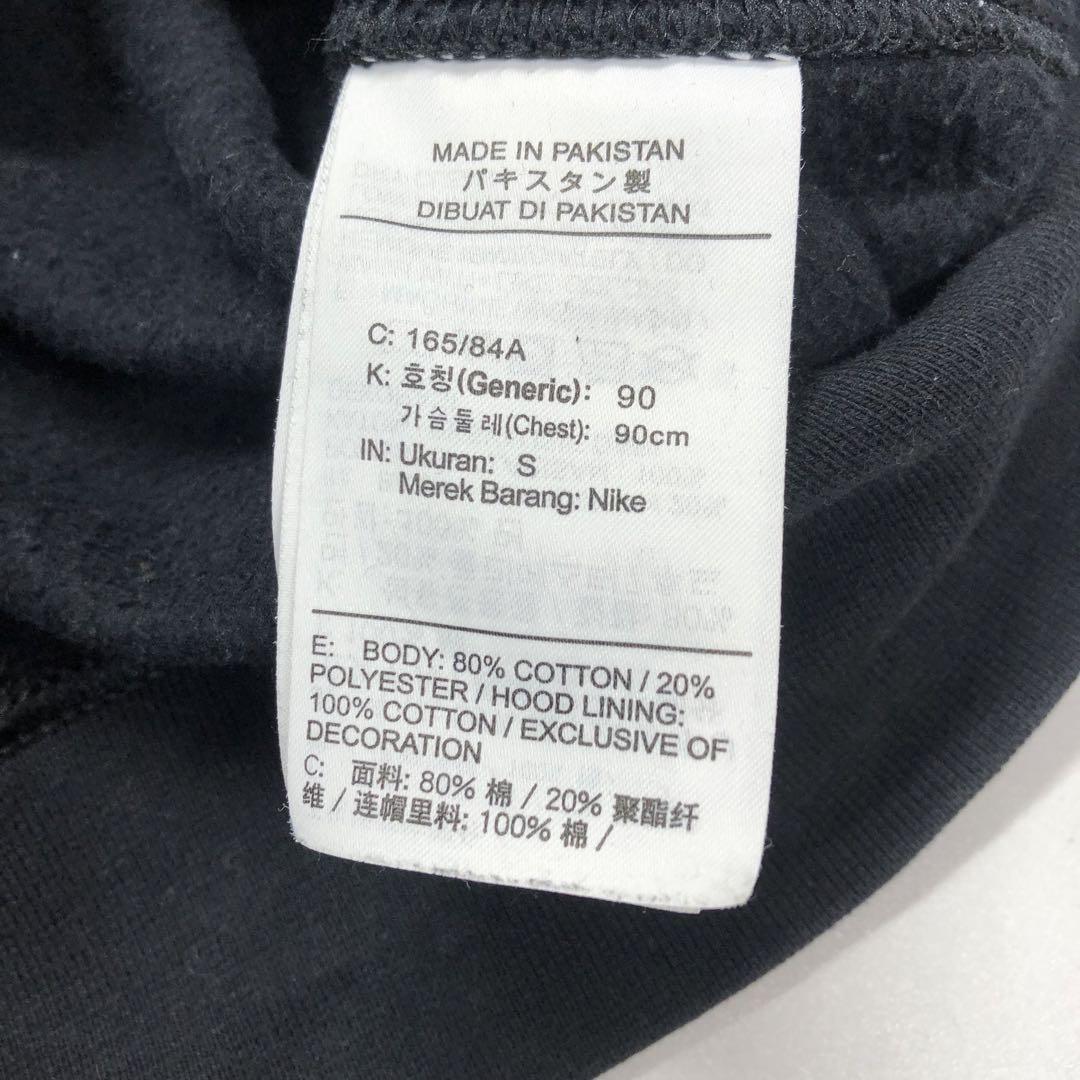 MADE IN PAKISTAN
パキスタン製
DIBUAT DI PAKISTAN
C: 165/84A
K: 호칭(Generic): 90
가슴둘레(Chest): 90cm
IN: Ukuran: S
Merek Barang: Nike
E: BODY: 80% COTTON / 20%
POLYESTER / HOOD LINING:
100% COTTON / EXCLUSIVE OF
DECORATION
C: 面料: 80% 棉 / 20% 聚酯纤
维 / 连帽里料: 100% 棉 /